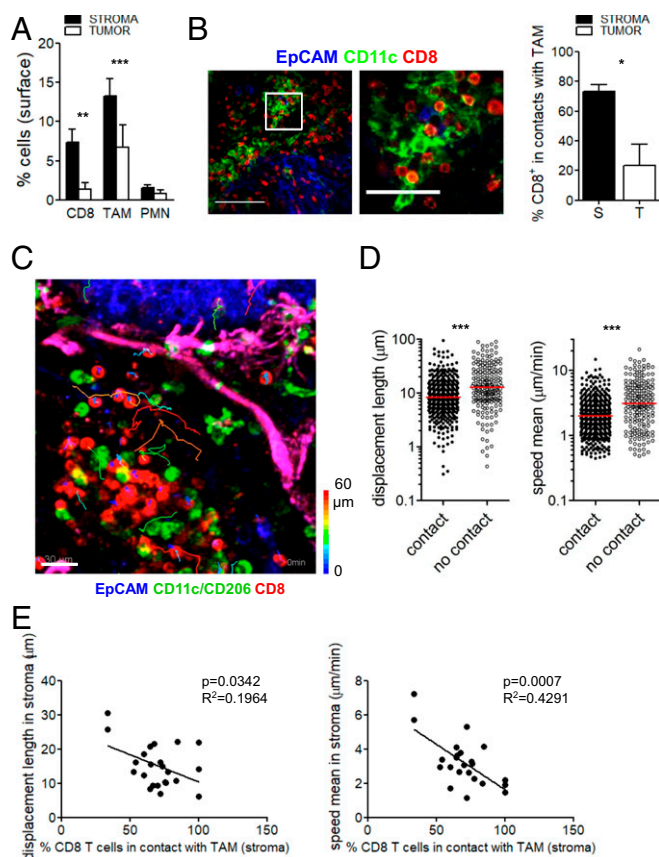 A
STROMA
TUMOR
% cells (surface)
20
15
10
5
0
**
***
CD8 TAM PMN
B
EpCAM CD11c CD8
% CD8+ in contacts with TAM
100
80
60
40
20
0
*
S T
C
60
µm
0
30 µm
0min
EpCAM CD11c/CD206 CD8
D
displacement length (µm)
100
10
1
0.1
***
contact
no contact
speed mean (µm/min)
100
10
1
0.1
***
contact
no contact
E
displacement length in stroma (µm)
40
30
20
10
0
p=0.0342
R²=0.1964
0 50 100 150
% CD8 T cells in contact with TAM (stroma)
speed mean in stroma (µm/min)
8
6
4
2
0
p=0.0007
R²=0.4291
0 50 100 150
% CD8 T cells in contact with TAM (stroma)